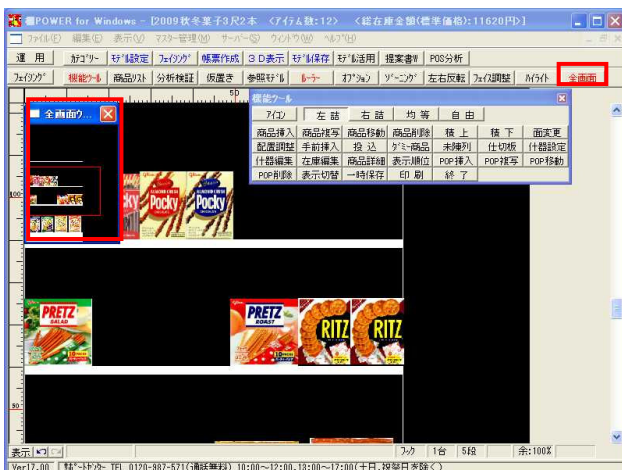 棚POWER for Windows - [2009秋冬菓子3尺2本 <アイテム数:12> <総在庫金額(標準価格):11620円>]
ファイル(F) 編集(E) 表示(V) マスター管理(M) サーバー(S) ウィンドウ(W) ヘルプ(H)
運 用 カテゴリー モデル設定 フェイシング 帳票作成 3D表示 モデル保存 モデル活用 提案書W POS分析
フェイシング 機能ツール 商品リスト 分析検証 仮置き 参照モデル ルーラー オプション ゾーニング 左右反転 フェイス調整 ハイライト 全画面
50
機能ツール
全画面ウ...
アイコン 左 詰 右 詰 均 等 自 由
商品挿入 商品複写 商品移動 商品削除 積 上 積 下 面変更
配置調整 手前挿入 投 込 ダミー商品 未陳列 仕切板 什器設定
什器編集 在庫編集 商品詳細 表示順位 POP挿入 POP複写 POP移動
POP削除 表示切替 一時保存 印 刷 終 了
100
Pocky
Pocky
PRETZ
SALAD
PRETZ
ROAST
RITZ
RITZ
50
表示 フック 1台 5段 余:100%
Ver17.00 サポートセンター TEL 0120-987-571(通話無料) 10:00~12:00,13:00~17:00(土日,祝祭日を除く)